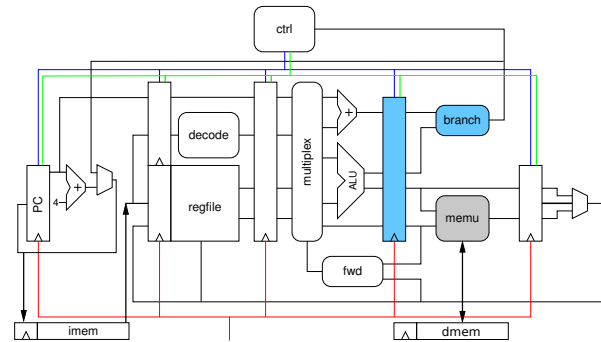 ctrl
decode
multiplex
+
branch
ALU
PC
4
+
regfile
memu
fwd
imem
dmem